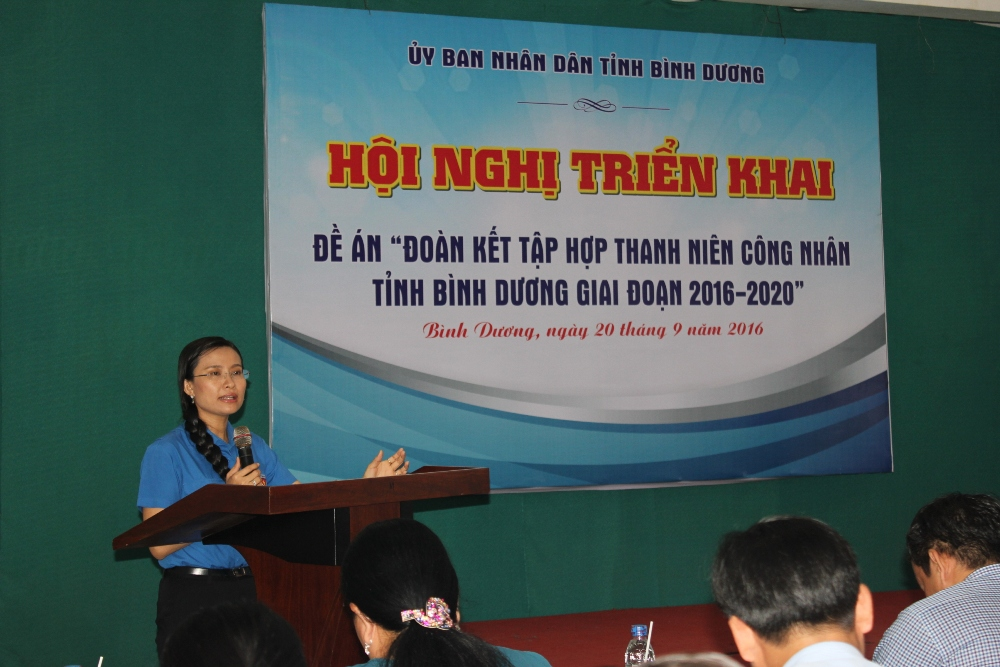 ỦY BAN NHÂN DÂN TỈNH BÌNH DƯƠNG
HỘI NGHỊ TRIỂN KHAI
ĐỀ ÁN “ĐOÀN KẾT TẬP HỢP THANH NIÊN CÔNG NHÂN
TỈNH BÌNH DƯƠNG GIAI ĐOẠN 2016-2020”
Bình Dương, ngày 20 tháng 9 năm 2016